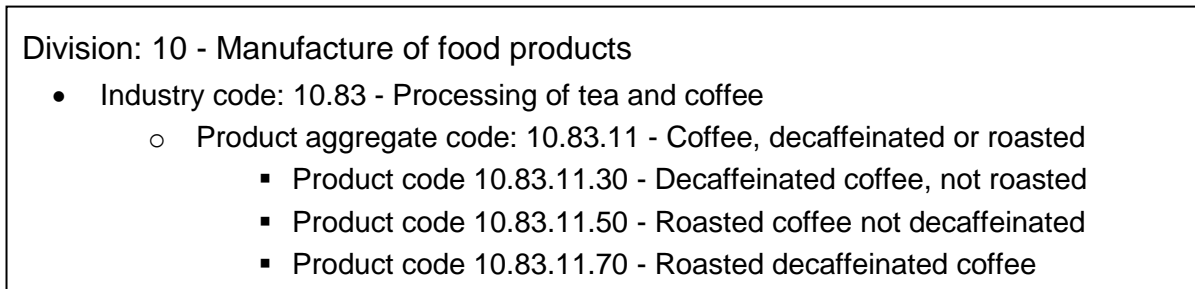 Division: 10 - Manufacture of food products
• Industry code: 10.83 - Processing of tea and coffee
o Product aggregate code: 10.83.11 - Coffee, decaffeinated or roasted
▪ Product code 10.83.11.30 - Decaffeinated coffee, not roasted
▪ Product code 10.83.11.50 - Roasted coffee not decaffeinated
▪ Product code 10.83.11.70 - Roasted decaffeinated coffee